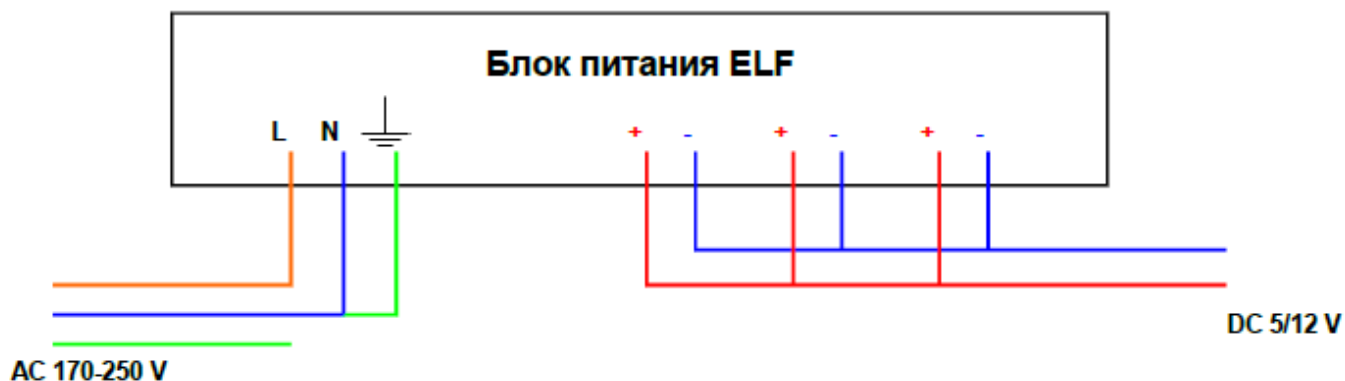 Блок питания ELF
L N + - + - + -
DC 5/12 V
AC 170-250 V